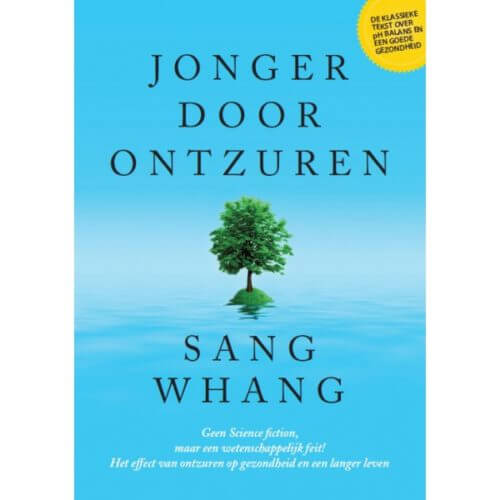 DE KLASSIEKE
TEKST OVER
pH BALANS EN
EEN GOEDE
GEZONDHEID
JONGER
DOOR
ONTZUREN
SANG
WHANG
Geen Science fiction,
maar een wetenschappelijk feit!
Het effect van ontzuren op gezondheid en een langer leven